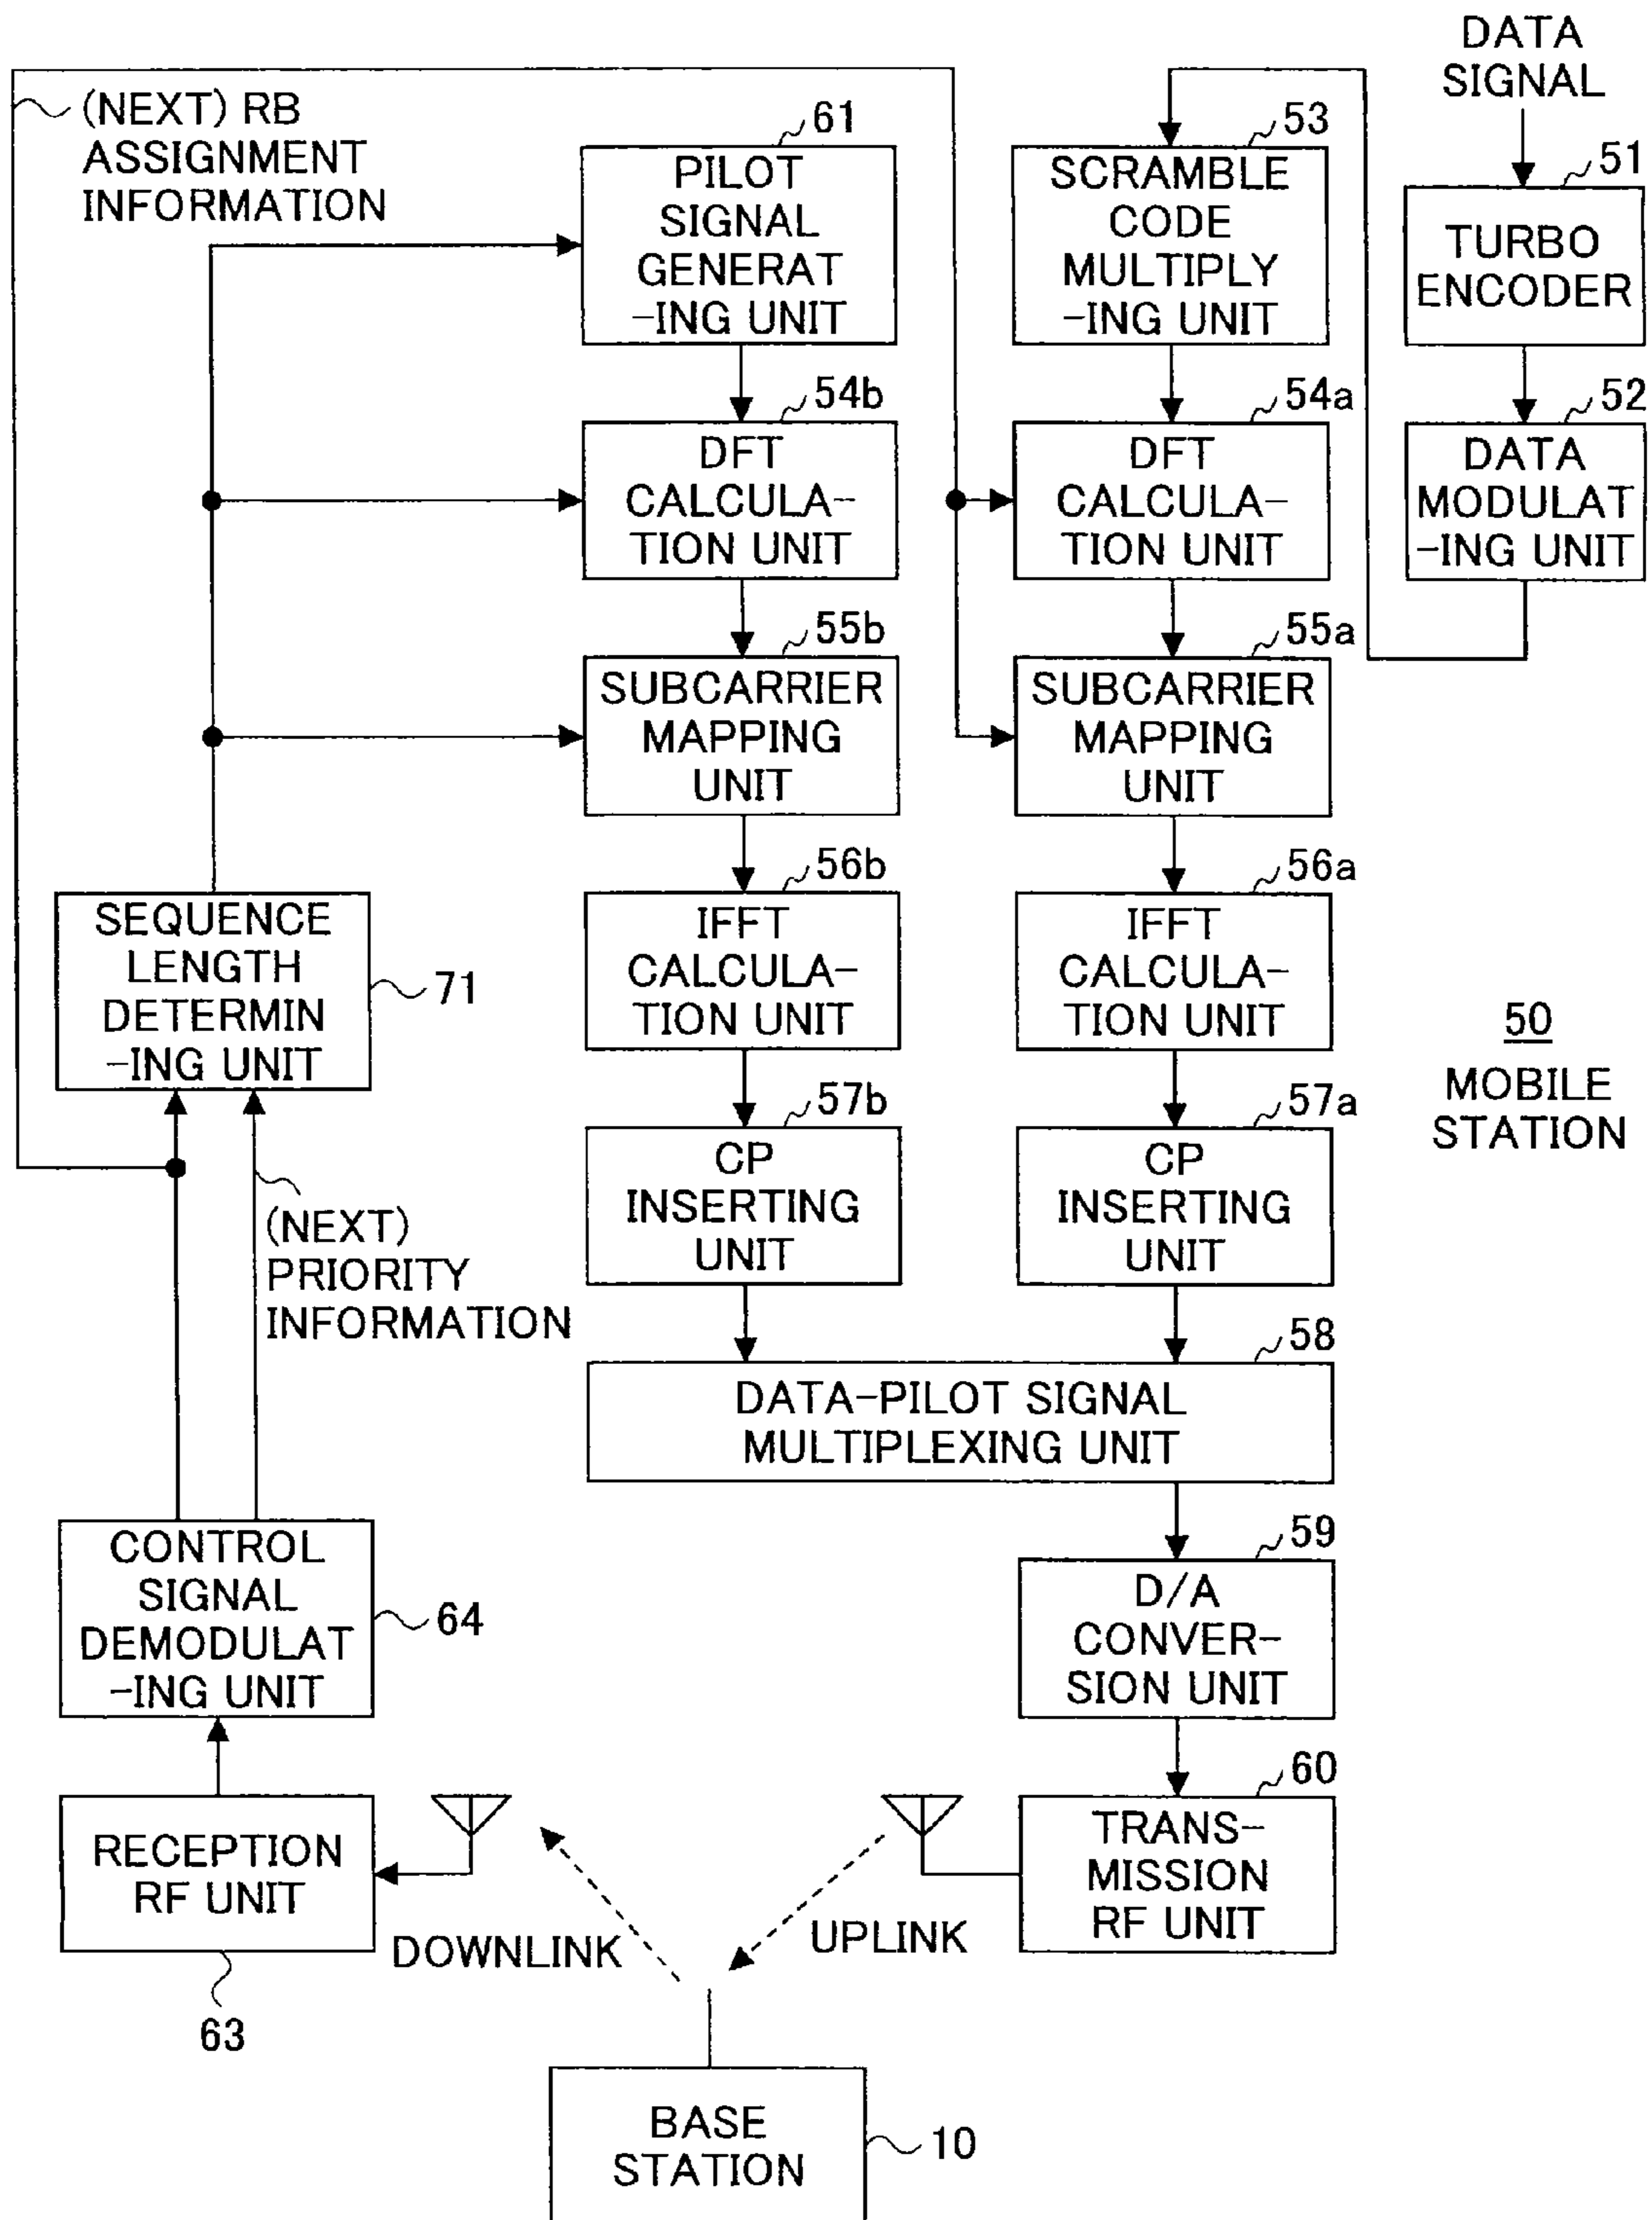 DATA
SIGNAL
(NEXT) RB
ASSIGNMENT
INFORMATION
61
PILOT
SIGNAL
GENERAT
-ING UNIT
53
SCRAMBLE
CODE
MULTIPLY
-ING UNIT
51
TURBO
ENCODER
54b
DFT
CALCULA-
TION UNIT
54a
DFT
CALCULA-
TION UNIT
52
DATA
MODULAT
-ING UNIT
55b
SUBCARRIER
MAPPING
UNIT
55a
SUBCARRIER
MAPPING
UNIT
SEQUENCE
LENGTH
DETERMIN
-ING UNIT
71
56b
IFFT
CALCULA-
TION UNIT
56a
IFFT
CALCULA-
TION UNIT
50
MOBILE
STATION
(NEXT)
PRIORITY
INFORMATION
57b
CP
INSERTING
UNIT
57a
CP
INSERTING
UNIT
58
DATA-PILOT SIGNAL
MULTIPLEXING UNIT
CONTROL
SIGNAL
DEMODULAT
-ING UNIT
64
59
D/A
CONVER-
SION UNIT
RECEPTION
RF UNIT
63
DOWNLINK
UPLINK
60
TRANS-
MISSION
RF UNIT
BASE
STATION
10